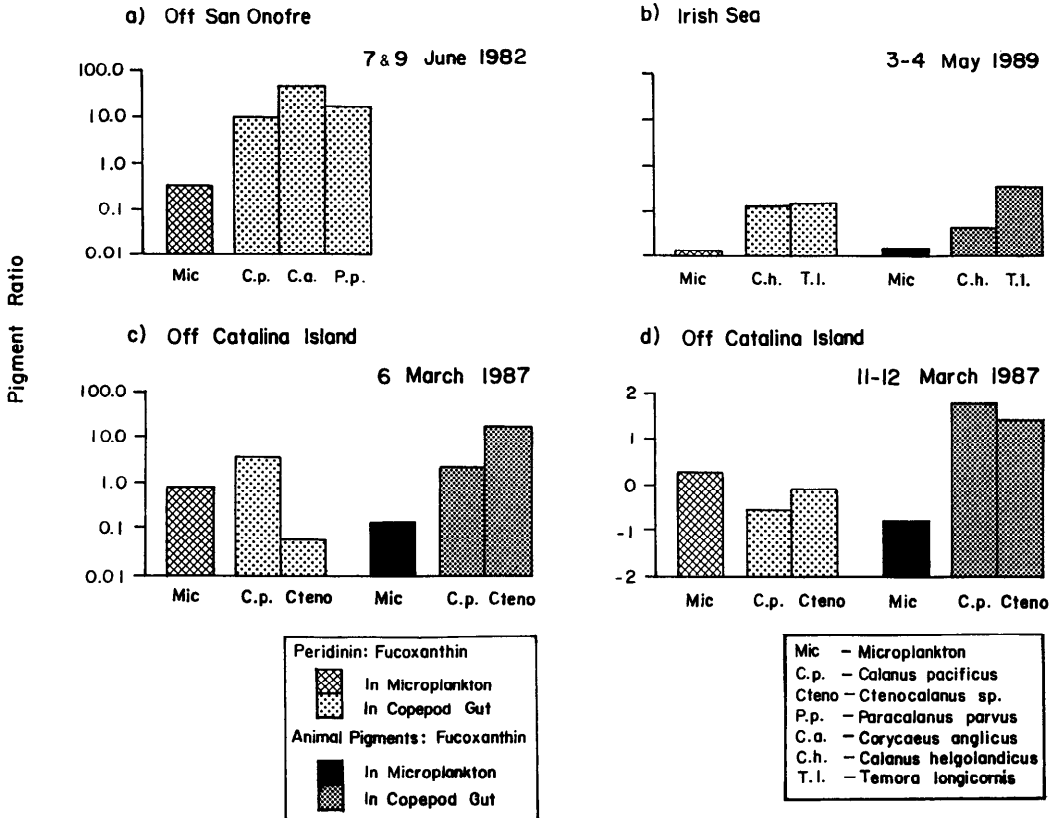 a) Off San Onofre
7 & 9 June 1982
100.0
10.0
1.0
0.1
0.01
Mic C.p. C.a. P.p.
b) Irish Sea
3-4 May 1989
Mic C.h. T.l. Mic C.h. T.l.
Pigment Ratio
c) Off Catalina Island
6 March 1987
100.0
10.0
1.0
0.1
0.01
Mic C.p. Cteno Mic C.p. Cteno
d) Off Catalina Island
11-12 March 1987
2
1
0
-1
-2
Mic C.p. Cteno Mic C.p. Cteno
Peridinin: Fucoxanthin
In Microplankton
In Copepod Gut
Animal Pigments: Fucoxanthin
In Microplankton
In Copepod Gut
Mic – Microplankton
C.p. – Calanus pacificus
Cteno – Ctenocalanus sp.
P.p. – Paracalanus parvus
C.a. – Corycaeus anglicus
C.h. – Calanus helgolandicus
T.l. – Temora longicornis